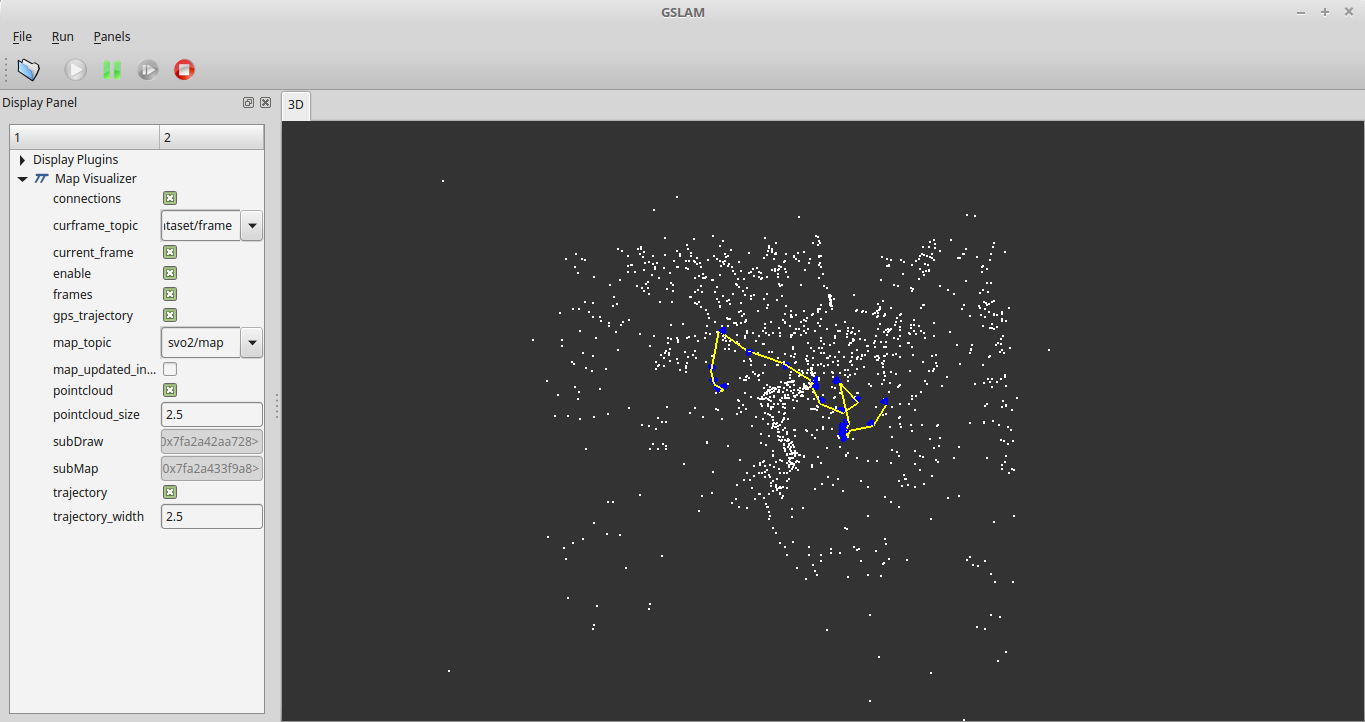 GSLAM
File Run Panels
Display Panel
3D
1 2
Display Plugins
Map Visualizer
connections
curframe_topic taset/frame
current_frame
enable
frames
gps_trajectory
map_topic svo2/map
map_updated_in...
pointcloud
pointcloud_size 2.5
subDraw 0x7fa2a42aa728>
subMap 0x7fa2a433f9a8>
trajectory
trajectory_width 2.5